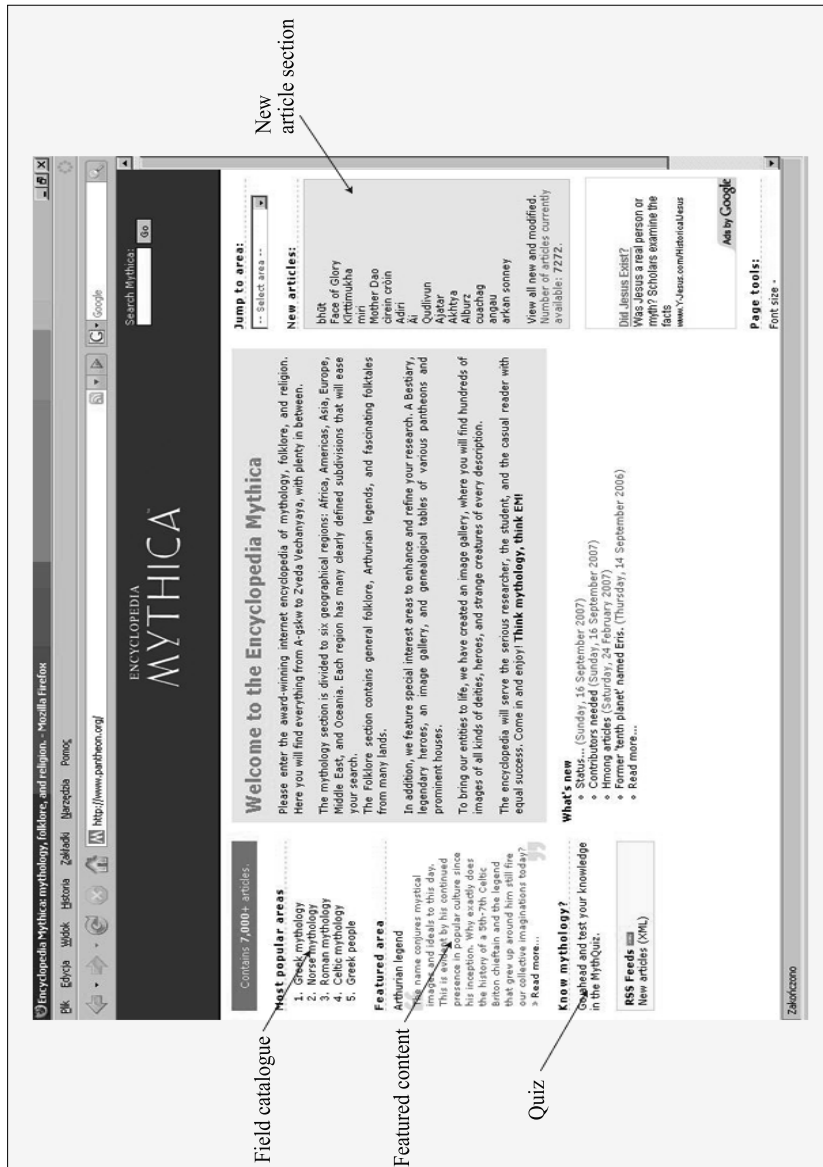 Encyclopedia Mythica: mythology, folklore, and religion. - Mozilla Firefox
Plik Edycja Widok Historia Zakładki Narzędzia Pomoc
http://www.pantheon.org/
Google
ENCYCLOPEDIA
MYTHICA
Search Mythica:
Go
Contains 7,000+ articles.
Most popular areas
1. Greek mythology
2. Norse mythology
3. Roman mythology
4. Celtic mythology
5. Greek people
Featured area
Arthurian legend
The name conjures mystical
images and ideals to this day.
This is evident by his continued
presence in popular culture since
his inception. Why exactly does
the history of a 5th-7th Celtic
Briton chieftain and the legend
that grew up around him still fire
our collective imaginations today?
» Read more...
Know mythology?
Go ahead and test your knowledge
in the MythQuiz.
RSS Feeds
New articles (XML)
Welcome to the Encyclopedia Mythica
Please enter the award-winning internet encyclopedia of mythology, folklore, and religion.
Here you will find everything from A-gskw to Zveda Vechanyaya, with plenty in between.
The mythology section is divided to six geographical regions: Africa, Americas, Asia, Europe,
Middle East, and Oceania. Each region has many clearly defined subdivisions that will ease
your search.
The Folklore section contains general folklore, Arthurian legends, and fascinating folktales
from many lands.
In addition, we feature special interest areas to enhance and refine your research. A Bestiary,
legendary heroes, an image gallery, and genealogical tables of various pantheons and
prominent houses.
To bring our entities to life, we have created an image gallery, where you will find hundreds of
images of all kinds of deities, heroes, and strange creatures of every description.
The encyclopedia will serve the serious researcher, the student, and the casual reader with
equal success. Come in and enjoy! Think mythology, think EM!
What's new
Status... (Sunday, 16 September 2007)
Contributors needed (Sunday, 16 September 2007)
Hmong articles (Saturday, 24 February 2007)
Former 'tenth planet' named Eris. (Thursday, 14 September 2006)
Read more...
Jump to area:
-- Select area --
New articles:
bhūt
Face of Glory
Kirttimukha
miri
Mother Dao
cirein cròin
Adiri
Äi
Qudlivun
Ajatar
Akhtya
Alburz
cuachag
angau
arkan sonney
View all new and modified.
Number of articles currently
available: 7272.
Did Jesus Exist?
Was Jesus a real person or
myth? Scholars examine the
facts
www.Y-Jesus.com/HistoricalJesus
Ads by Google
Page tools:
Font size -
Zakończono
Field catalogue
Featured content
Quiz
New
article section